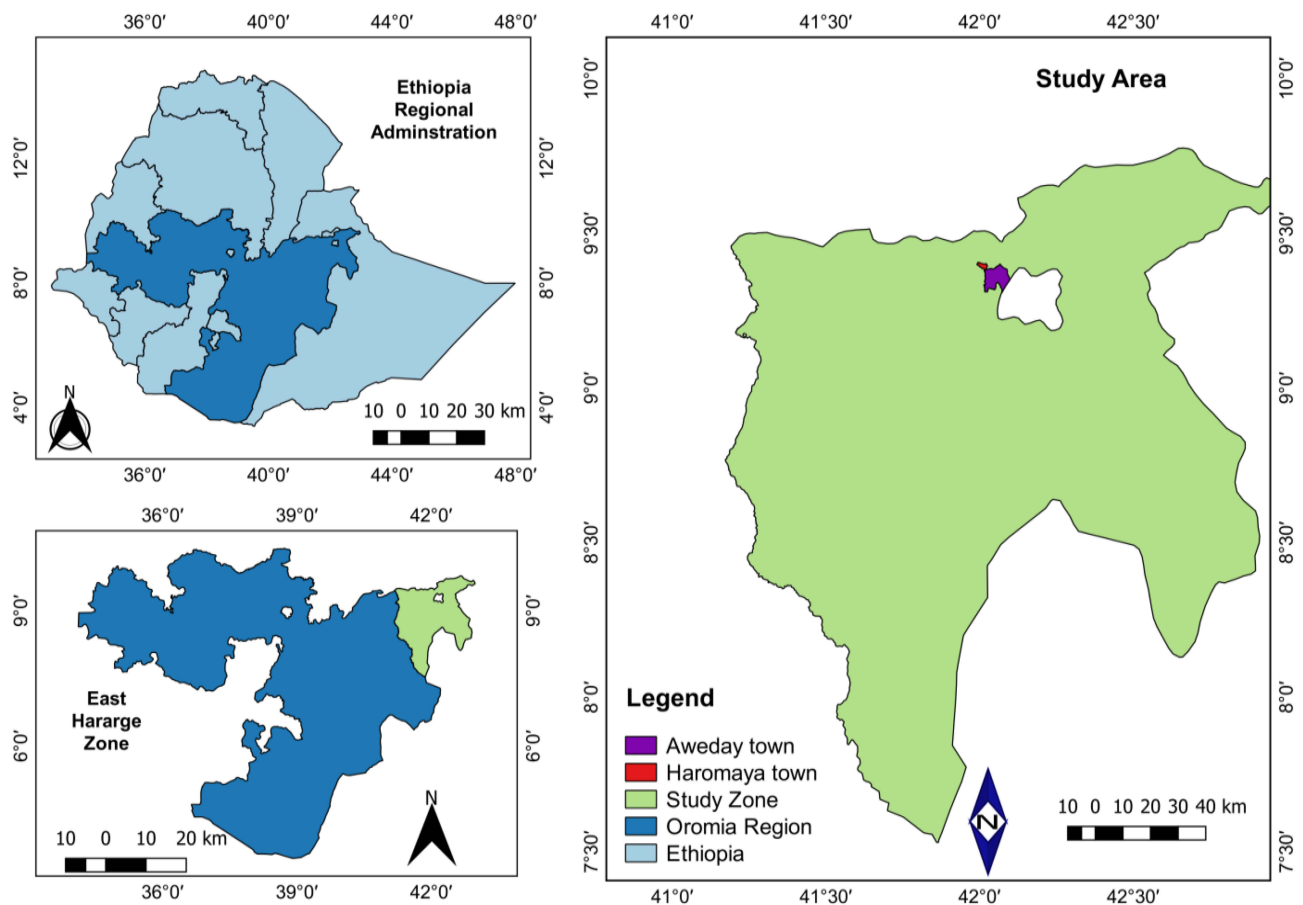 36°0' 40°0' 44°0' 48°0'
12°0'
8°0'
4°0'
Ethiopia
Regional
Adminstration
12°0'
8°0'
4°0'
N
10 0 10 20 30 km
36°0' 40°0' 44°0' 48°0'
36°0' 39°0' 42°0'
9°0'
6°0'
East
Hararge
Zone
9°0'
6°0'
N
10 0 10 20 km
36°0' 39°0' 42°0'
41°0' 41°30' 42°0' 42°30'
10°0'
9°30'
9°0'
8°30'
8°0'
7°30'
Study Area
10°0'
9°30'
9°0'
8°30'
8°0'
7°30'
Legend
Aweday town
Haromaya town
Study Zone
Oromia Region
Ethiopia
N
10 0 10 20 30 40 km
41°0' 41°30' 42°0' 42°30'